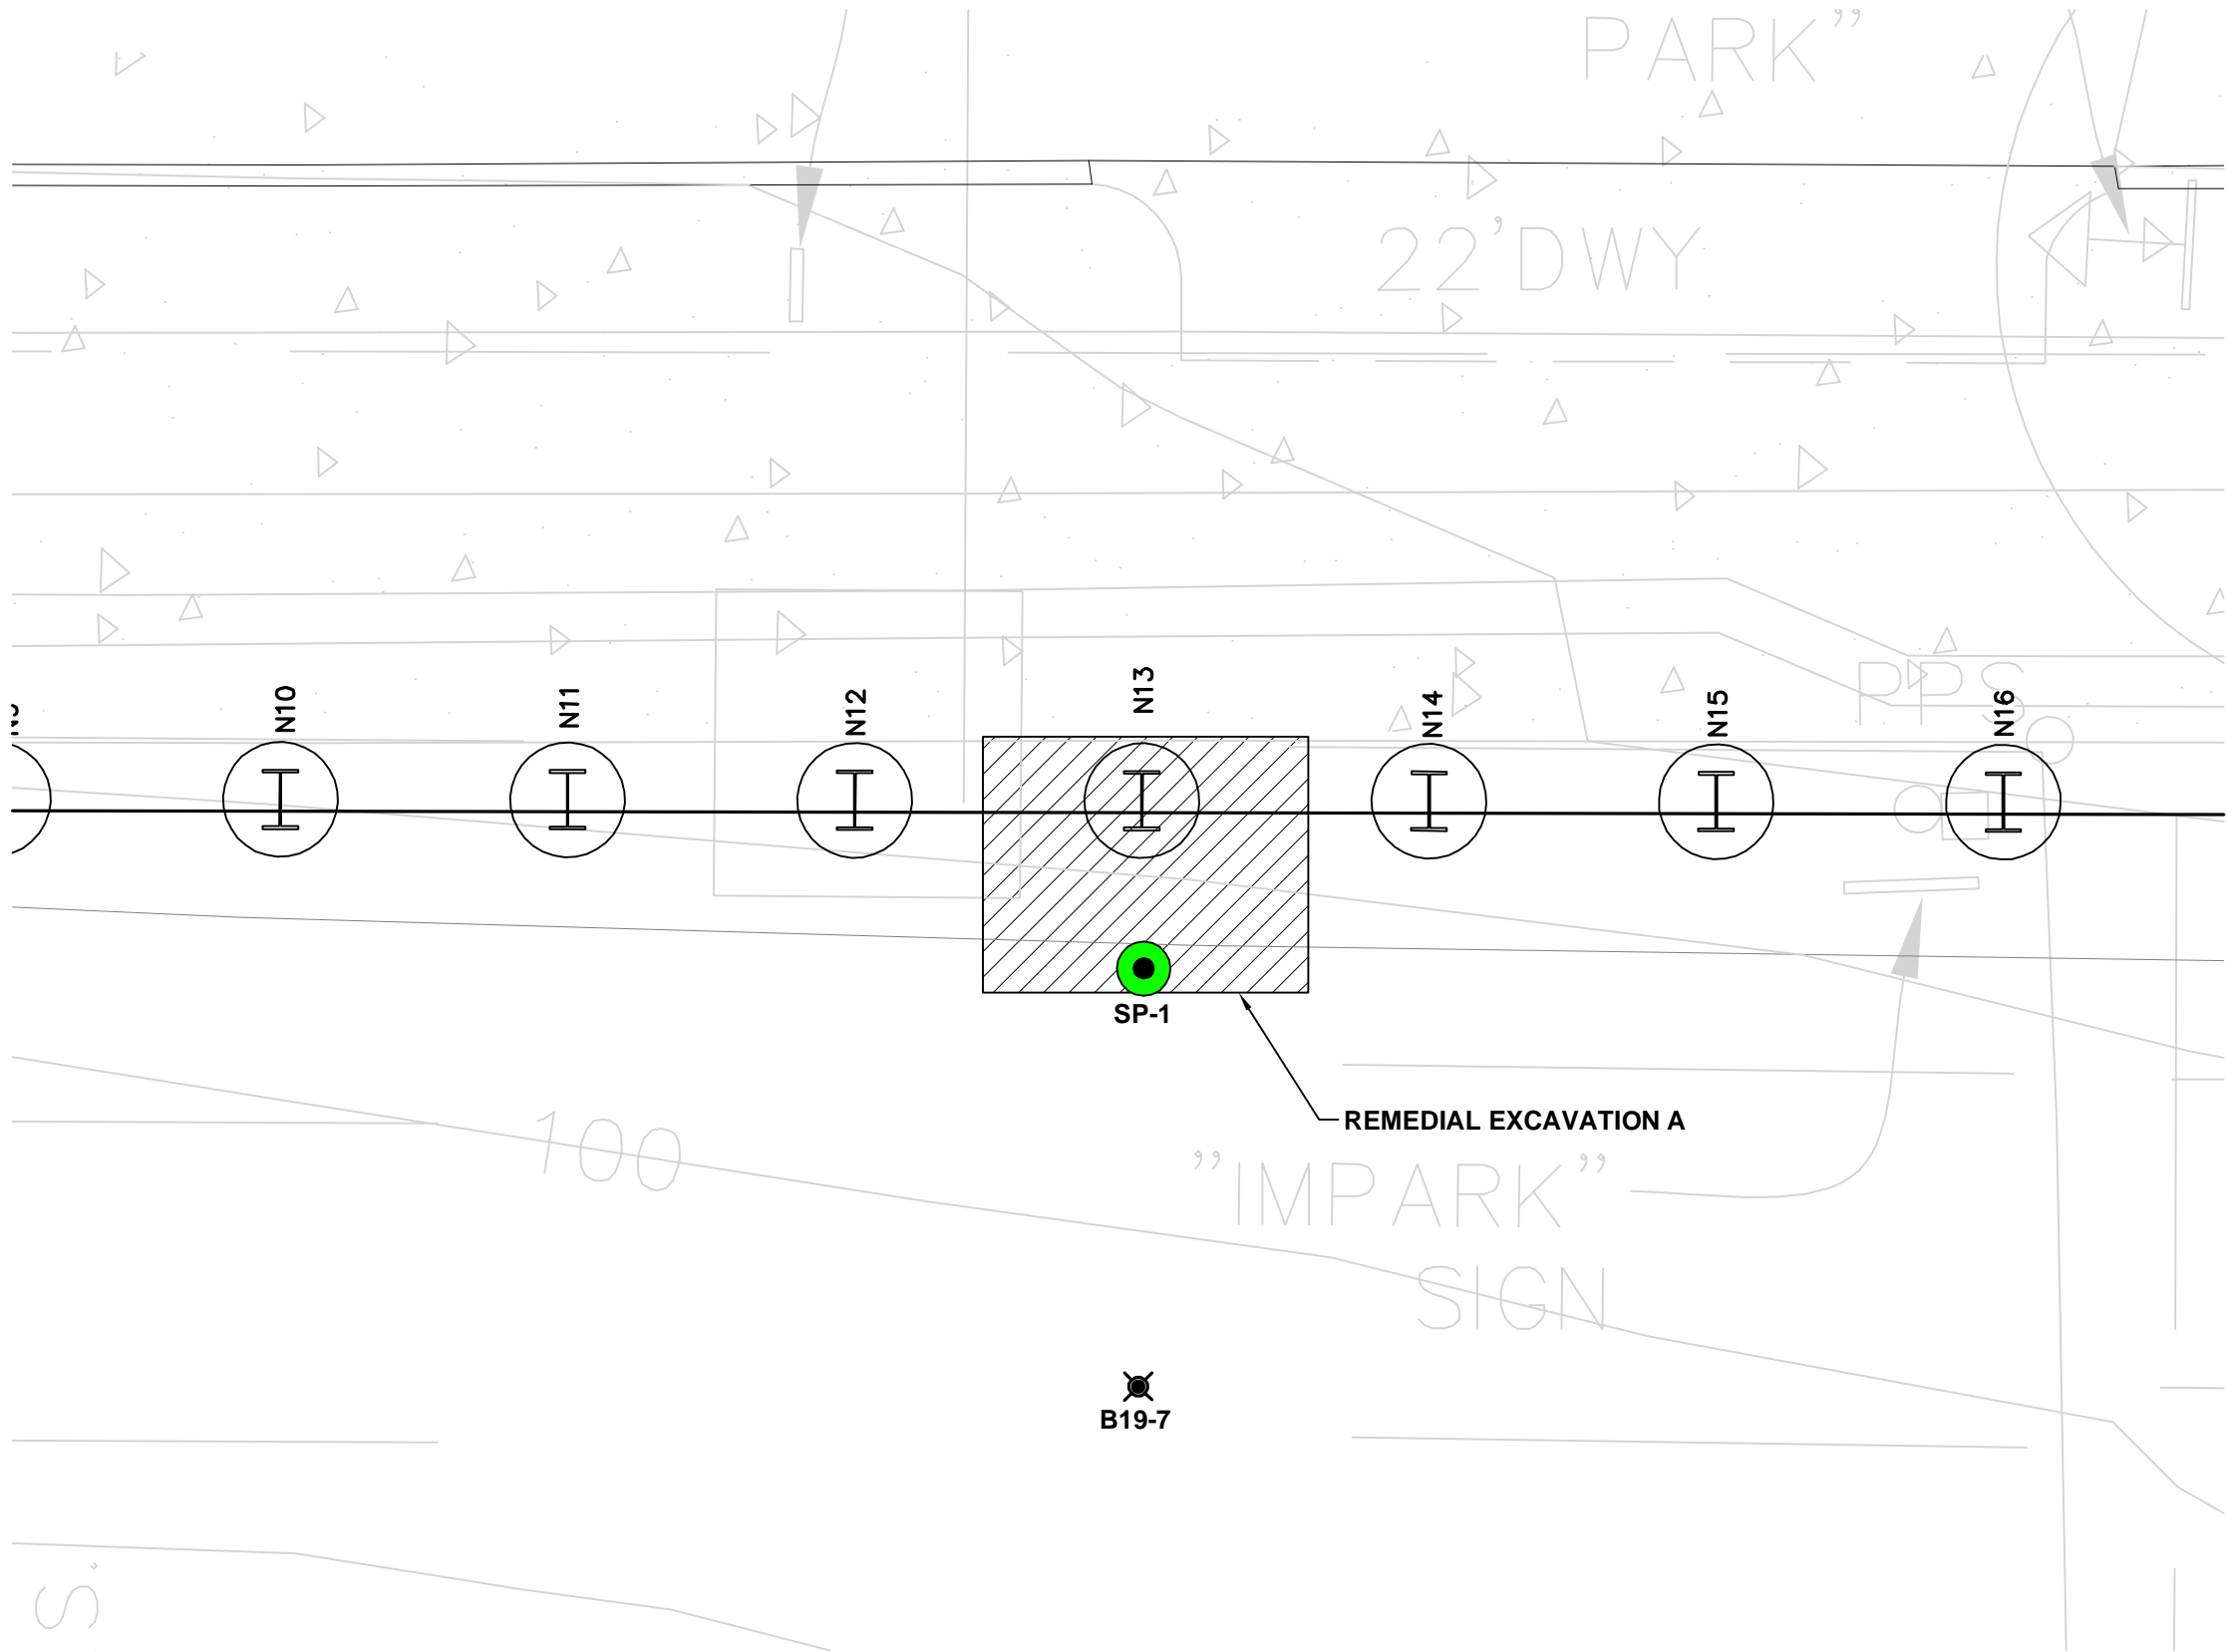 PARK”
22'DWY
N10
N11
N12
N13
N14
N15
N16
PPS
SP-1
REMEDIAL EXCAVATION A
100
”IMPARK”
SIGN
B19-7